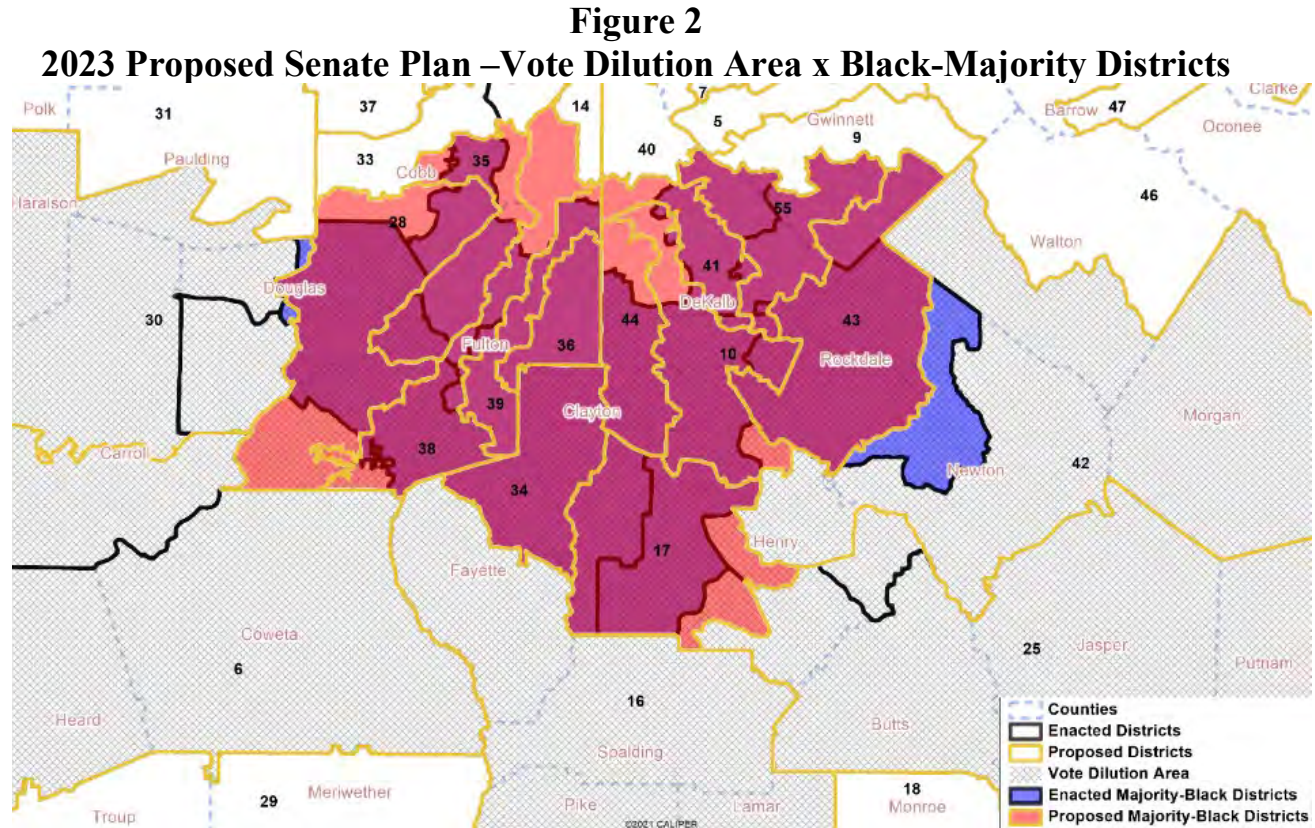 Figure 2
2023 Proposed Senate Plan –Vote Dilution Area x Black-Majority Districts
Polk
31
37
14
7
5
Gwinnett
Barrow
47
Clarke
Oconee
Paulding
33
Cobb
35
40
9
46
Haralson
28
55
Walton
Douglas
41
DeKalb
30
Fulton
36
44
43
10
Rockdale
39
Clayton
Morgan
Carroll
38
42
Newton
34
Henry
17
Fayette
Coweta
25
Jasper
6
Putnam
16
Heard
Butts
Spalding
29
Meriwether
18
Monroe
Troup
Pike
Lamar
©2021 CALIPER
Counties
Enacted Districts
Proposed Districts
Vote Dilution Area
Enacted Majority-Black Districts
Proposed Majority-Black Districts